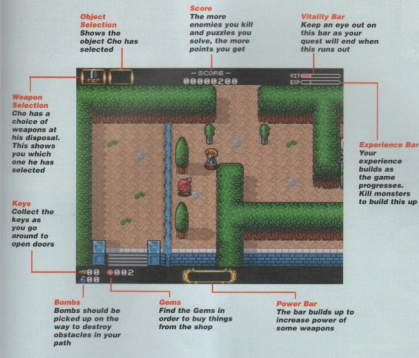 Object
Selection
Shows the
object Cho has
selected
Score
The more
enemies you kill
and puzzles you
solve, the more
points you get
Vitality Bar
Keep an eye out on
this bar as your
quest will end when
this runs out
Weapon
Selection
Cho has a
choice of
weapons at
his disposal.
This shows
you which
one he has
selected
Keys
Collect the
keys as
you go
around to
open doors
— SCORE —
00000200
HIT
EXP
Experience Bar
Your
experience
builds as
the game
progresses.
Kill monsters
to build this up
00
002
00
Bombs
Bombs should be
picked up on the
way to destroy
obstacles in your
path
Gems
Find the Gems in
order to buy things
from the shop
Power Bar
The bar builds up to
increase power of
some weapons